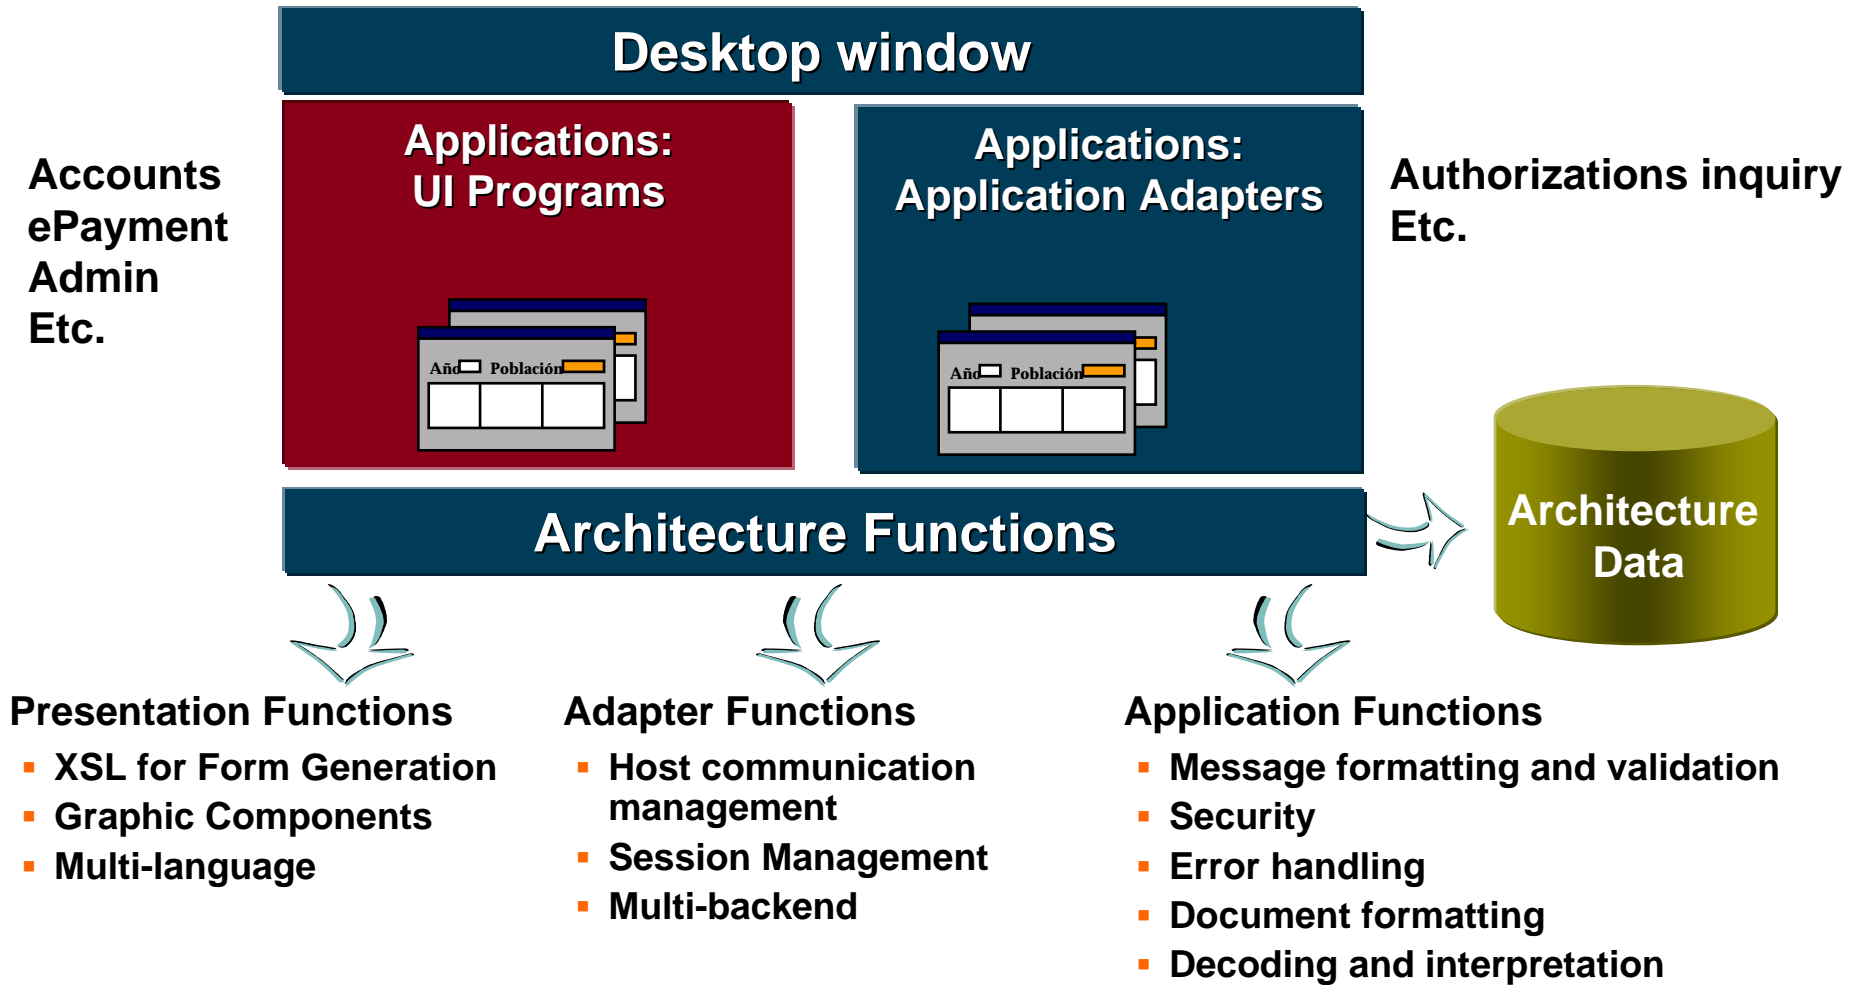 Desktop window
Accounts
ePayment
Admin
Etc.
Applications:
UI Programs
Año Población
Applications:
Application Adapters
Año Población
Authorizations inquiry
Etc.
Architecture Functions
Architecture
Data
Presentation Functions
XSL for Form Generation
Graphic Components
Multi-language
Adapter Functions
Host communication
management
Session Management
Multi-backend
Application Functions
Message formatting and validation
Security
Error handling
Document formatting
Decoding and interpretation